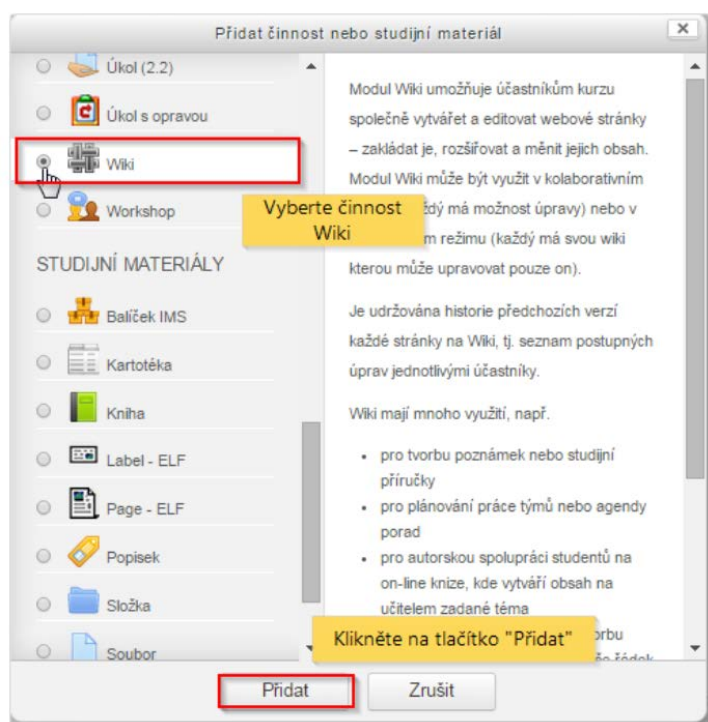 Přidat činnost nebo studijní materiál
Úkol (2.2)
Úkol s opravou
Wiki
Workshop
STUDIJNÍ MATERIÁLY
Balíček IMS
Kartotéka
Kniha
Label - ELF
Page - ELF
Popisek
Složka
Soubor
Vyberte činnost
Wiki
Modul Wiki umožňuje účastníkům kurzu
společně vytvářet a editovat webové stránky
– zakládat je, rozšiřovat a měnit jejich obsah.
Modul Wiki může být využit v kolaborativním
má možnost úpravy) nebo v
režimu (každý má svou wiki
kterou může upravovat pouze on).
Je udržována historie předchozích verzí
každé stránky na Wiki, tj. seznam postupných
úprav jednotlivými účastníky.
Wiki mají mnoho využití, např.
• pro tvorbu poznámek nebo studijní
příručky
• pro plánování práce týmů nebo agendy
porad
• pro autorskou spolupráci studentů na
on-line knize, kde vytváří obsah na
učitelem zadané téma
Klikněte na tlačítko "Přidat"
Přidat
Zrušit